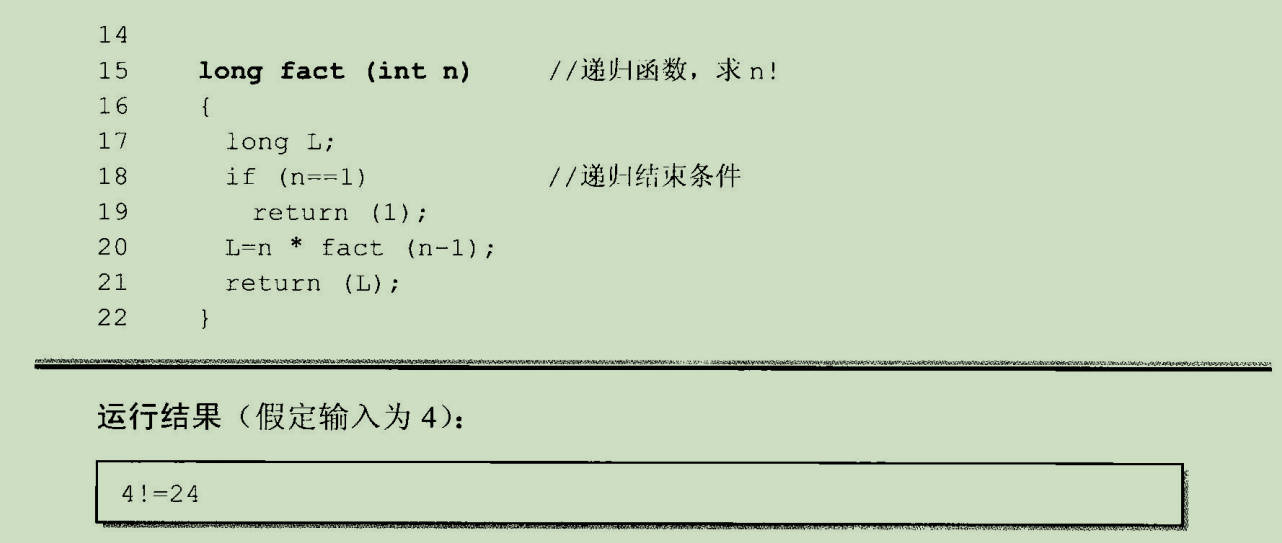 14
15 long fact (int n) //递归函数，求 n!
16 {
17 long L;
18 if (n==1) //递归结束条件
19 return (1);
20 L=n * fact (n-1);
21 return (L);
22 }
运行结果（假定输入为 4）：
4!=24